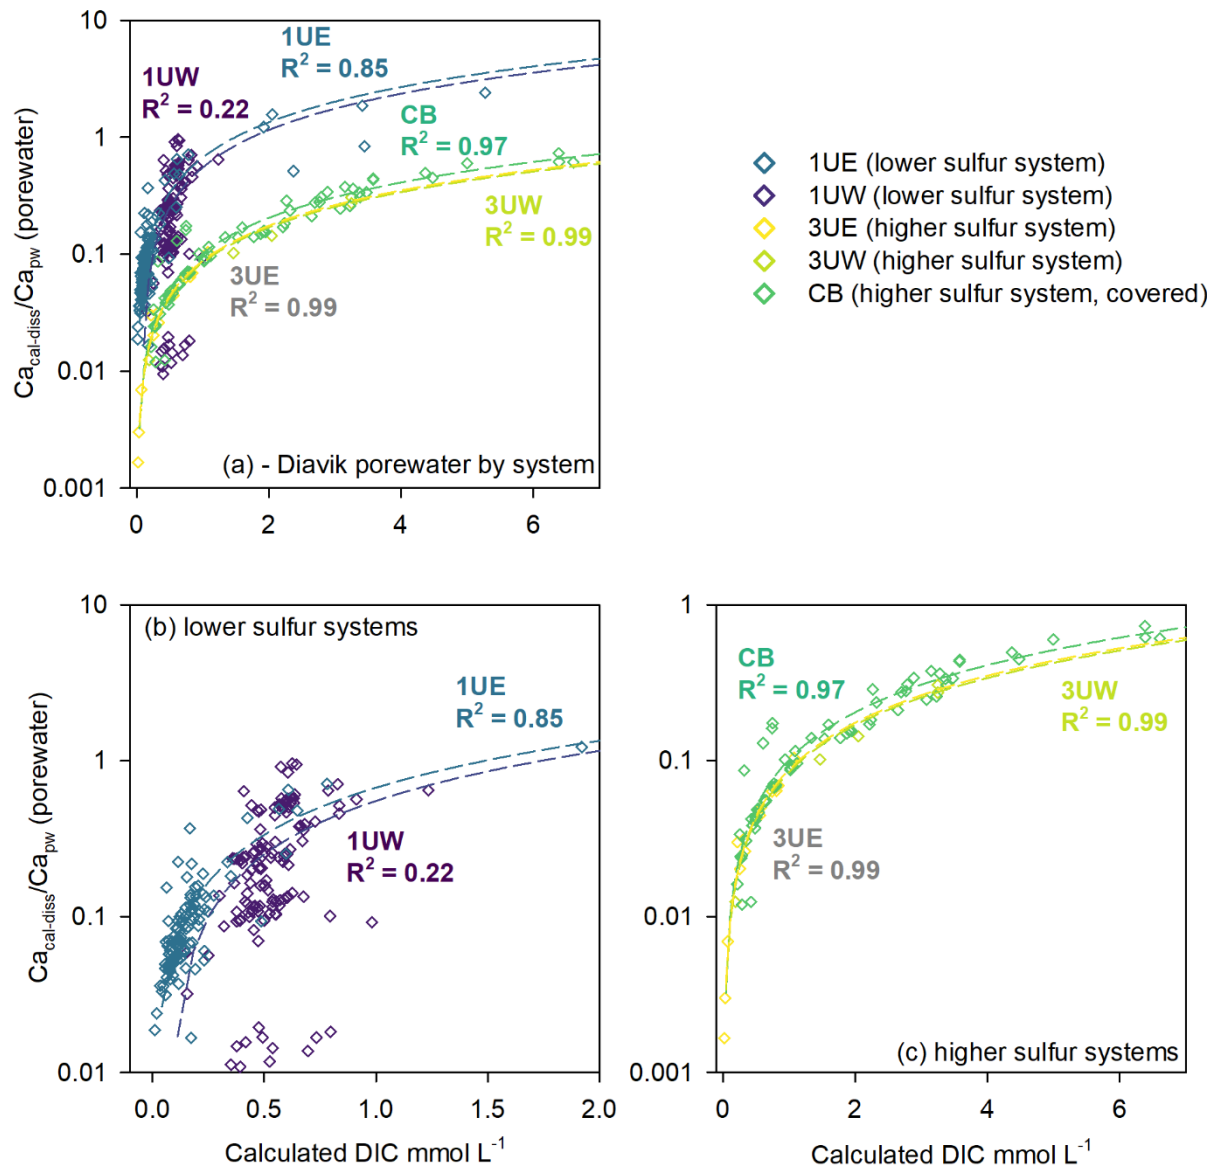 10
1
0.1
0.01
0.001
Ca_cal-diss/Ca_pw (porewater)
1UE
R² = 0.85
1UW
R² = 0.22
CB
R² = 0.97
3UW
R² = 0.99
3UE
R² = 0.99
(a) - Diavik porewater by system
0 2 4 6
1UE (lower sulfur system)
1UW (lower sulfur system)
3UE (higher sulfur system)
3UW (higher sulfur system)
CB (higher sulfur system, covered)
10
1
0.1
0.01
Ca_cal-diss/Ca_pw (porewater)
(b) lower sulfur systems
1UE
R² = 0.85
1UW
R² = 0.22
0.0 0.5 1.0 1.5 2.0
Calculated DIC mmol L⁻¹
1
0.1
0.01
0.001
CB
R² = 0.97
3UW
R² = 0.99
3UE
R² = 0.99
(c) higher sulfur systems
0 2 4 6
Calculated DIC mmol L⁻¹